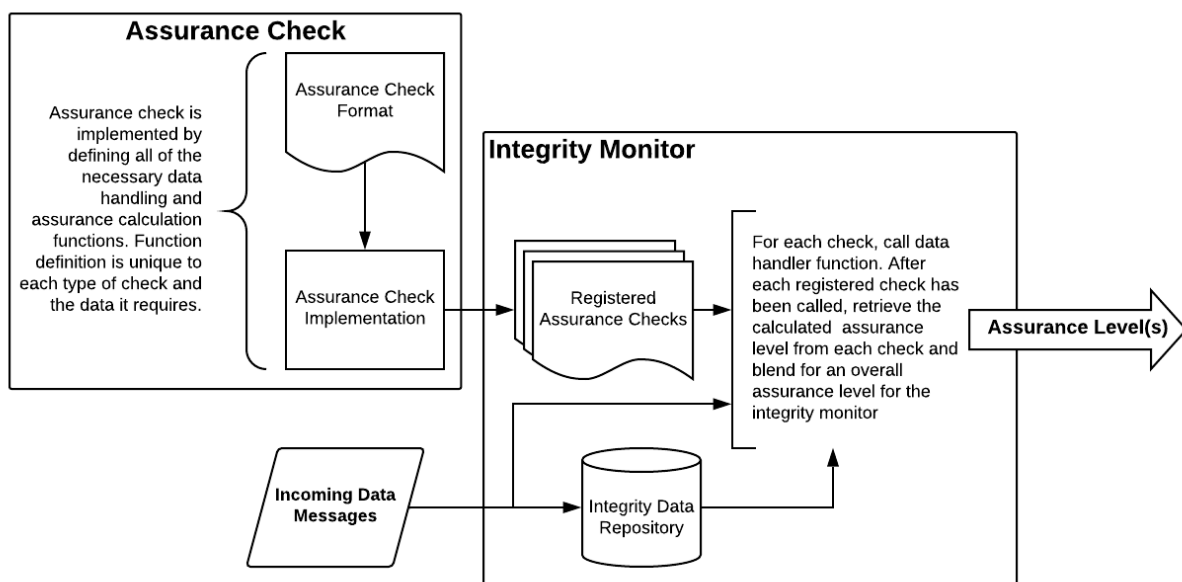 Assurance Check
Assurance check is
implemented by
defining all of the
necessary data
handling and
assurance calculation
functions. Function
definition is unique to
each type of check and
the data it requires.
Assurance Check
Format
Assurance Check
Implementation
Integrity Monitor
Registered
Assurance Checks
For each check, call data
handler function. After
each registered check has
been called, retrieve the
calculated assurance
level from each check and
blend for an overall
assurance level for the
integrity monitor
Assurance Level(s)
Incoming Data
Messages
Integrity Data
Repository